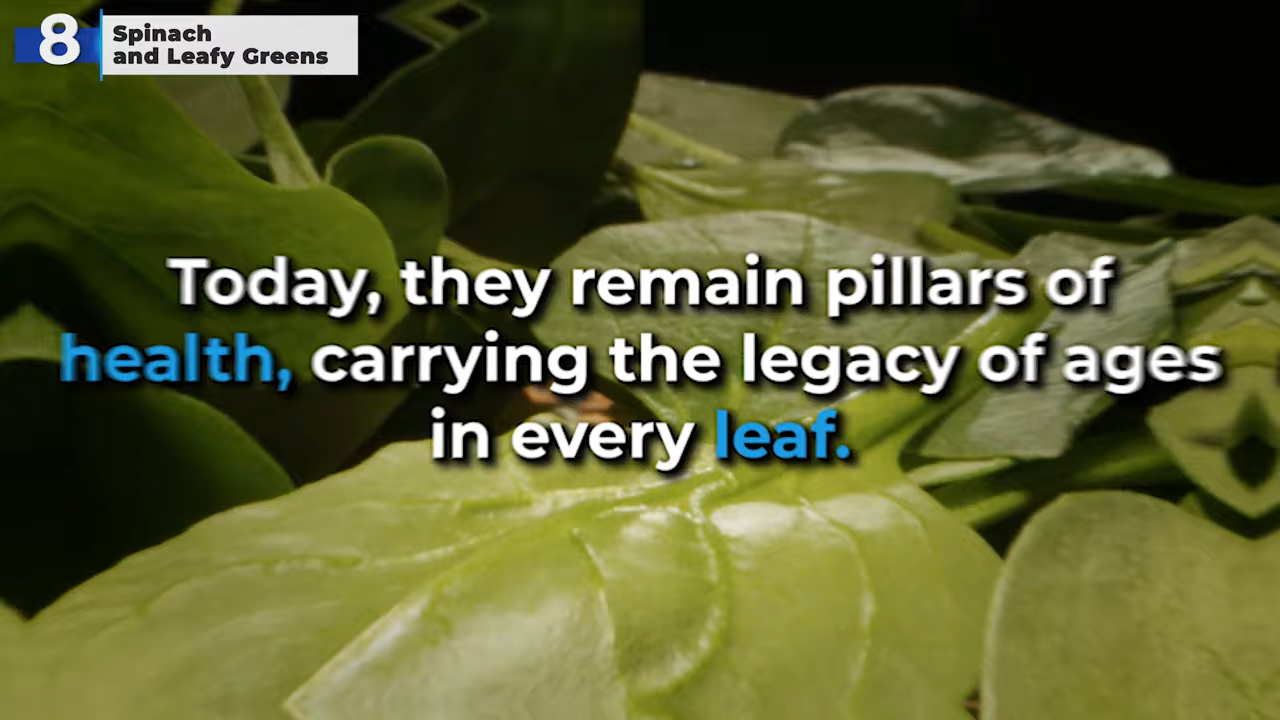 8
Spinach
and Leafy Greens
Today, they remain pillars of
health, carrying the legacy of ages
in every leaf.